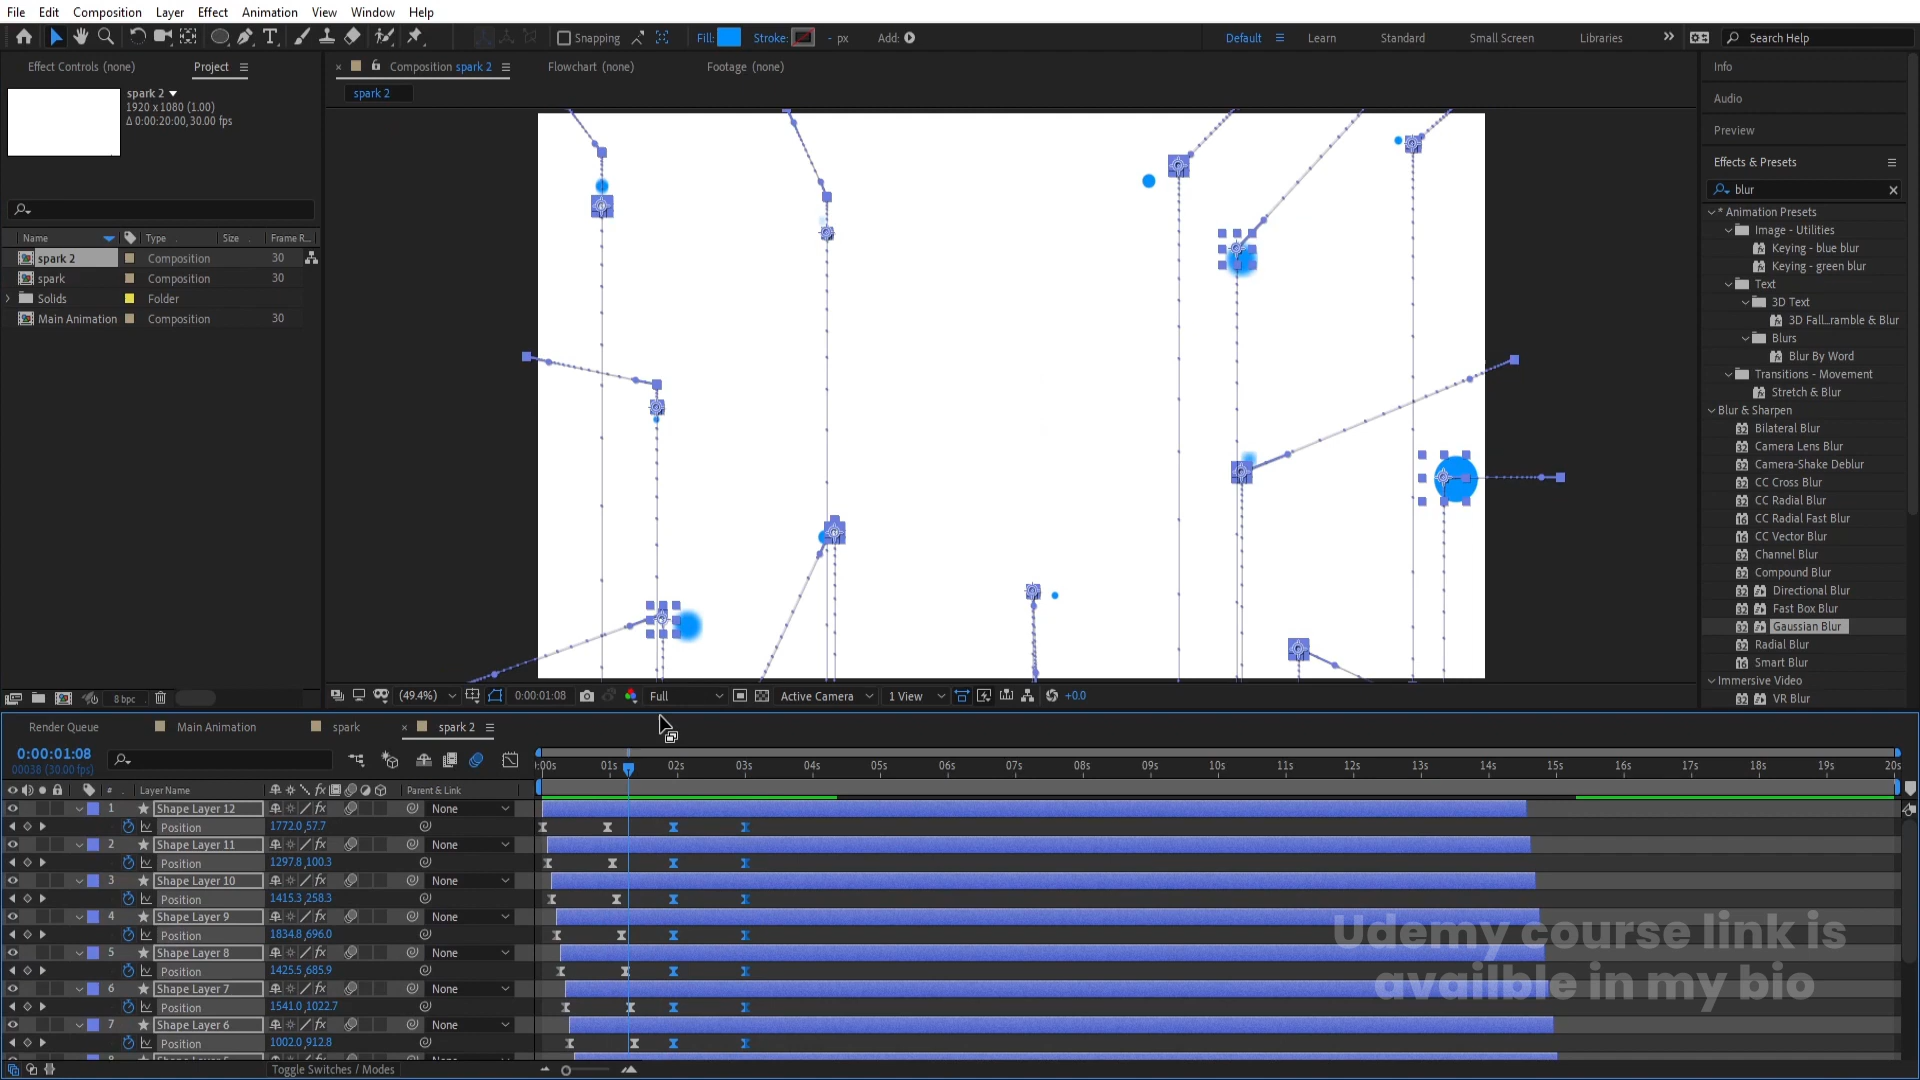 File Edit Composition Layer Effect Animation View Window Help
Snapping Fill: Stroke: - px Add: Default Learn Standard Small Screen Libraries Search Help
Effect Controls (none) Project Composition spark 2 Flowchart (none) Footage (none) Info
spark 2
spark 2
1920 x 1080 (1.00)
Δ 0:00:20:00, 30.00 fps
Audio
Preview
Effects & Presets
blur
* Animation Presets
Image - Utilities
Keying - blue blur
Keying - green blur
Text
3D Text
3D Fall...ramble & Blur
Blurs
Blur By Word
Transitions - Movement
Stretch & Blur
Blur & Sharpen
Bilateral Blur
Camera Lens Blur
Camera-Shake Deblur
CC Cross Blur
CC Radial Blur
CC Radial Fast Blur
CC Vector Blur
Channel Blur
Compound Blur
Directional Blur
Fast Box Blur
Gaussian Blur
Radial Blur
Smart Blur
Immersive Video
VR Blur
Name Type Size Frame R...
spark 2 Composition 30
spark Composition 30
Solids Folder
Main Animation Composition 30
8 bpc (49.4%) 0:00:01:08 Full Active Camera 1 View +0.0
Render Queue Main Animation spark spark 2
0:00:01:08
00038 (30.00 fps)
:00s 01s 02s 03s 04s 05s 06s 07s 08s 09s 10s 11s 12s 13s 14s 15s 16s 17s 18s 19s 20s
# Layer Name Parent & Link
1 Shape Layer 12 None
Position 1772.0,57.7
2 Shape Layer 11 None
Position 1297.8,100.3
3 Shape Layer 10 None
Position 1415.3,258.3
4 Shape Layer 9 None
Position 1834.8,696.0
5 Shape Layer 8 None
Position 1425.5,685.9
6 Shape Layer 7 None
Position 1541.0,1022.7
7 Shape Layer 6 None
Position 1002.0,912.8
Toggle Switches / Modes
Udemy course link is
availble in my bio